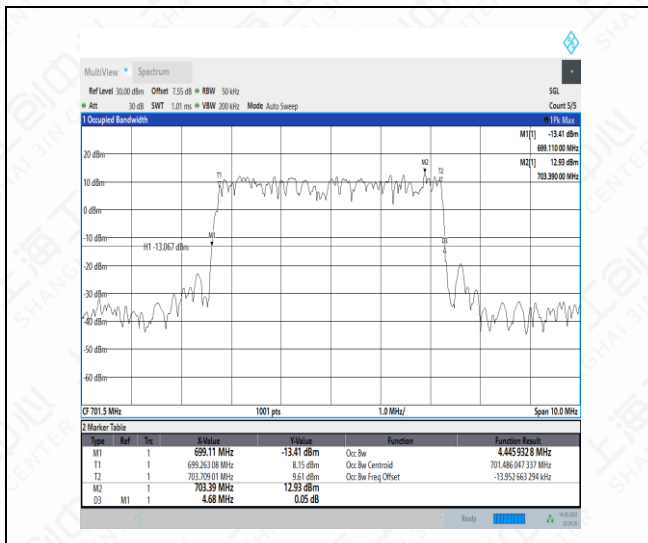 MultiView Spectrum
Ref Level 30.00 dBm Offset 7.55 dB RBW 50 kHz SGL
Att 30 dB SWT 1.01 ms VBW 200 kHz Mode Auto Sweep Count 5/5
1 Occupied Bandwidth 1Pk Max
M1[1] -13.41 dBm
699.110 00 MHz
M2[1] 12.93 dBm
703.390 00 MHz
20 dBm
M2
T1 T2
10 dBm
0 dBm
M1
-10 dBm
D3
H1 -13.067 dBm
-20 dBm
-30 dBm
-40 dBm
-50 dBm
-60 dBm
CF 701.5 MHz 1001 pts 1.0 MHz/ Span 10.0 MHz
2 Marker Table
Type Ref Trc X-Value Y-Value Function Function Result
M1 1 699.11 MHz -13.41 dBm Occ Bw 4.445 932 8 MHz
T1 1 699.263 08 MHz 8.15 dBm Occ Bw Centroid 701.486 047 337 MHz
T2 1 703.709 01 MHz 9.61 dBm Occ Bw Freq Offset -13.952 663 294 kHz
M2 1 703.39 MHz 12.93 dBm
D3 M1 1 4.68 MHz 0.05 dB
Ready